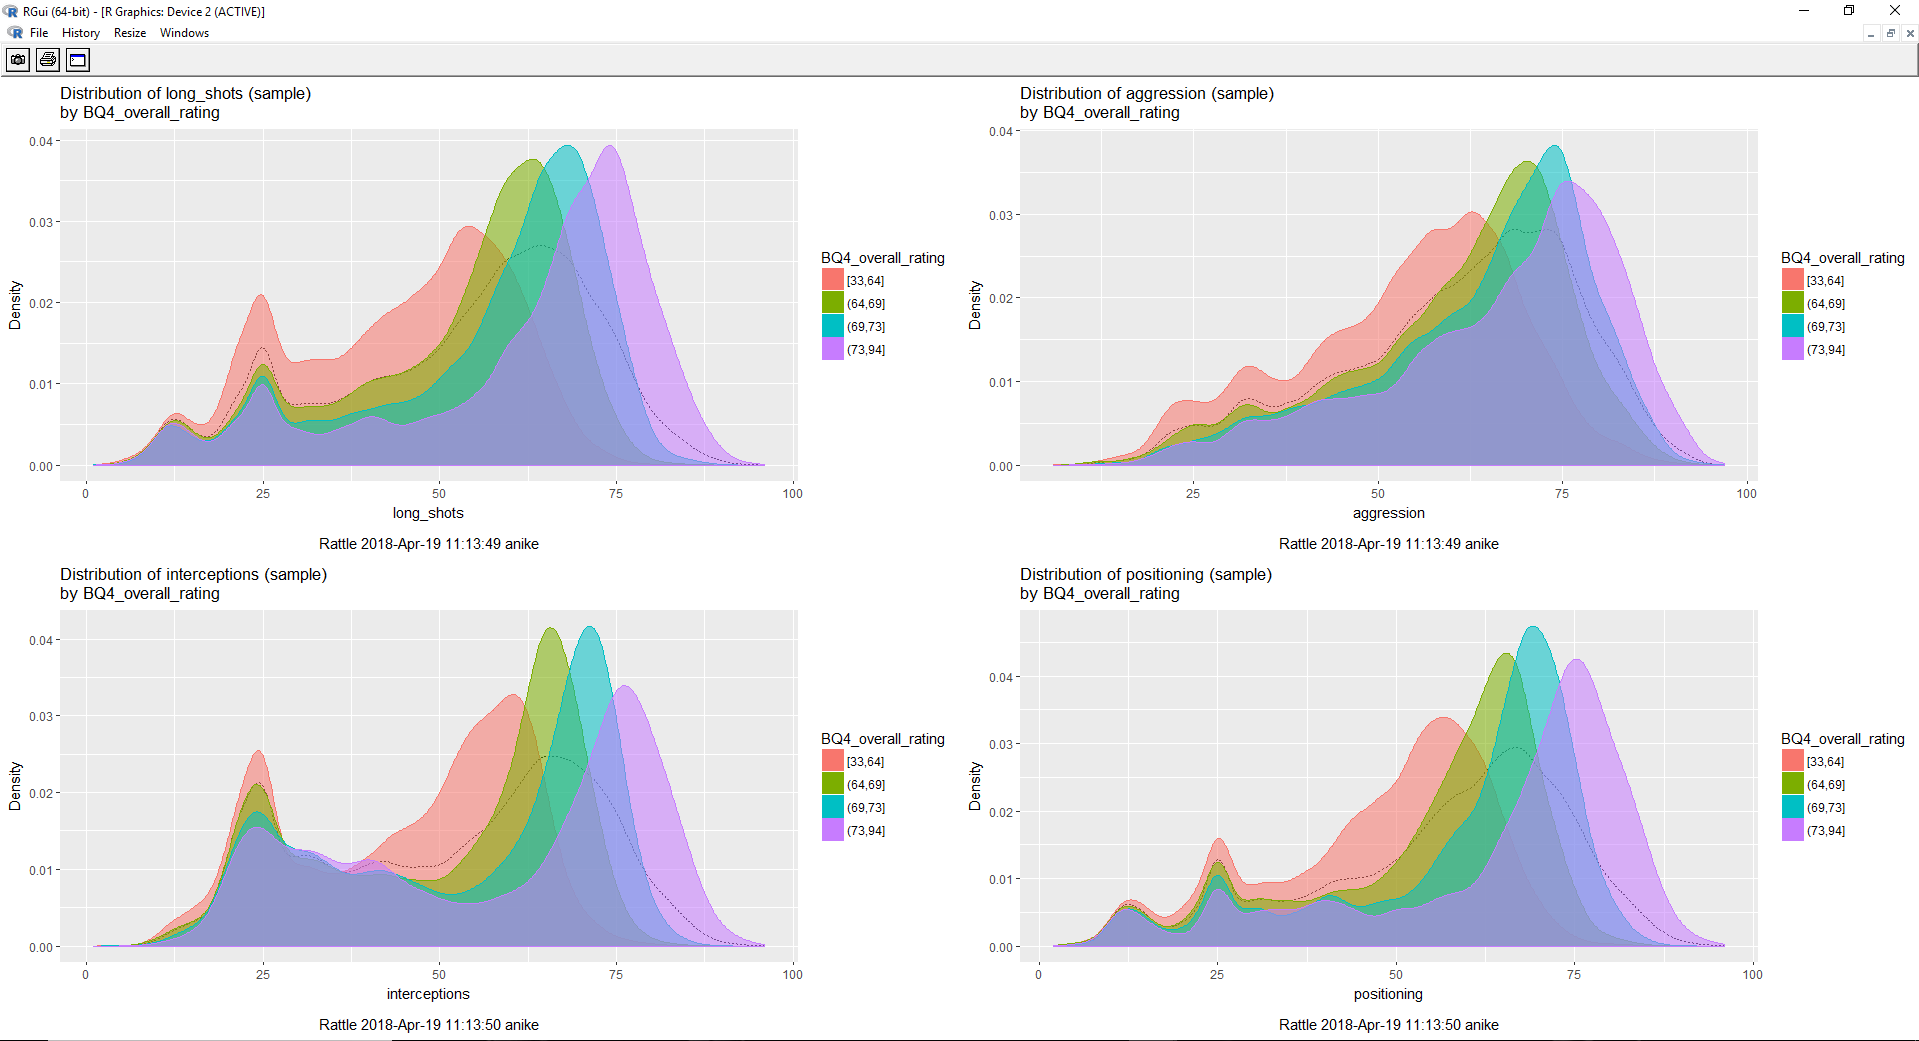 RGui (64-bit) - [R Graphics: Device 2 (ACTIVE)]
File History Resize Windows
Distribution of long_shots (sample)
by BQ4_overall_rating
0.04
0.03
0.02
0.01
0.00
Density
0 25 50 75 100
long_shots
Rattle 2018-Apr-19 11:13:49 anike
BQ4_overall_rating
[33,64]
(64,69]
(69,73]
(73,94]
Distribution of aggression (sample)
by BQ4_overall_rating
0.04
0.03
0.02
0.01
0.00
Density
25 50 75 100
aggression
Rattle 2018-Apr-19 11:13:49 anike
BQ4_overall_rating
[33,64]
(64,69]
(69,73]
(73,94]
Distribution of interceptions (sample)
by BQ4_overall_rating
0.04
0.03
0.02
0.01
0.00
Density
0 25 50 75 100
interceptions
Rattle 2018-Apr-19 11:13:50 anike
BQ4_overall_rating
[33,64]
(64,69]
(69,73]
(73,94]
Distribution of positioning (sample)
by BQ4_overall_rating
0.04
0.03
0.02
0.01
0.00
Density
0 25 50 75 100
positioning
Rattle 2018-Apr-19 11:13:50 anike
BQ4_overall_rating
[33,64]
(64,69]
(69,73]
(73,94]